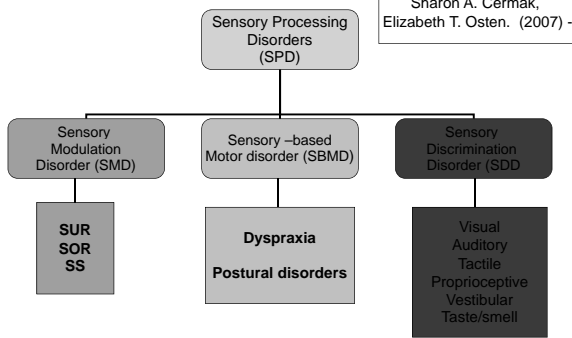 Sharon A. Cermak,
Elizabeth T. Osten.  (2007) -
Sensory Processing
Disorders
(SPD)
Sensory
Modulation
Disorder (SMD)
Sensory –based
Motor disorder (SBMD)
Sensory
Discrimination
Disorder (SDD
SUR
SOR
SS
Dyspraxia
Postural disorders
Visual
Auditory
Tactile
Proprioceptive
Vestibular
Taste/smell